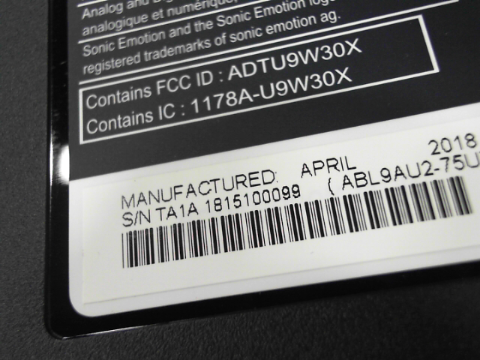 Analog and
analogique et numérique,
Sonic Emotion and the Sonic Emotion logo
registered trademarks of sonic emotion ag.
Contains FCC ID : ADTU9W30X
Contains IC : 1178A-U9W30X
MANUFACTURED: APRIL 2018
S/N TA1A 1815100099 ( ABL9AU2-75U